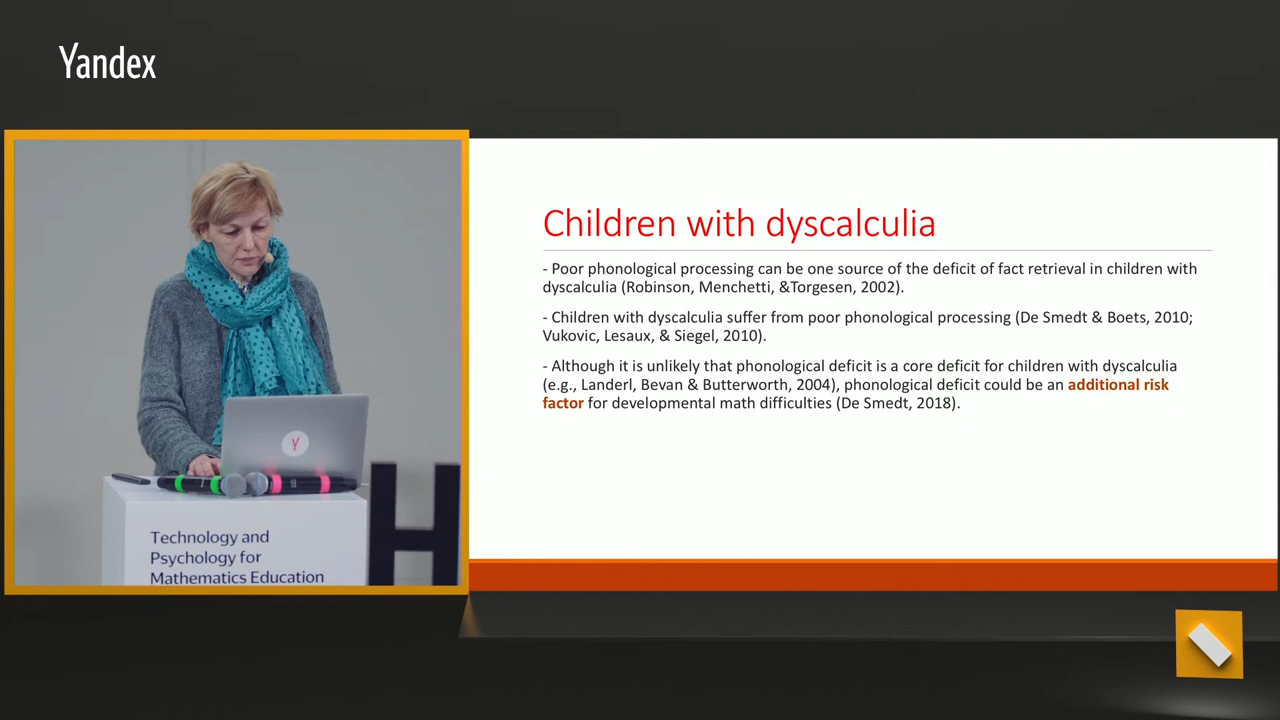 Yandex
Children with dyscalculia
- Poor phonological processing can be one source of the deficit of fact retrieval in children with
dyscalculia (Robinson, Menchetti, &Torgesen, 2002).
- Children with dyscalculia suffer from poor phonological processing (De Smedt & Boets, 2010;
Vukovic, Lesaux, & Siegel, 2010).
- Although it is unlikely that phonological deficit is a core deficit for children with dyscalculia
(e.g., Landerl, Bevan & Butterworth, 2004), phonological deficit could be an additional risk
factor for developmental math difficulties (De Smedt, 2018).
Y
H
Technology and
Psychology for
Mathematics Education